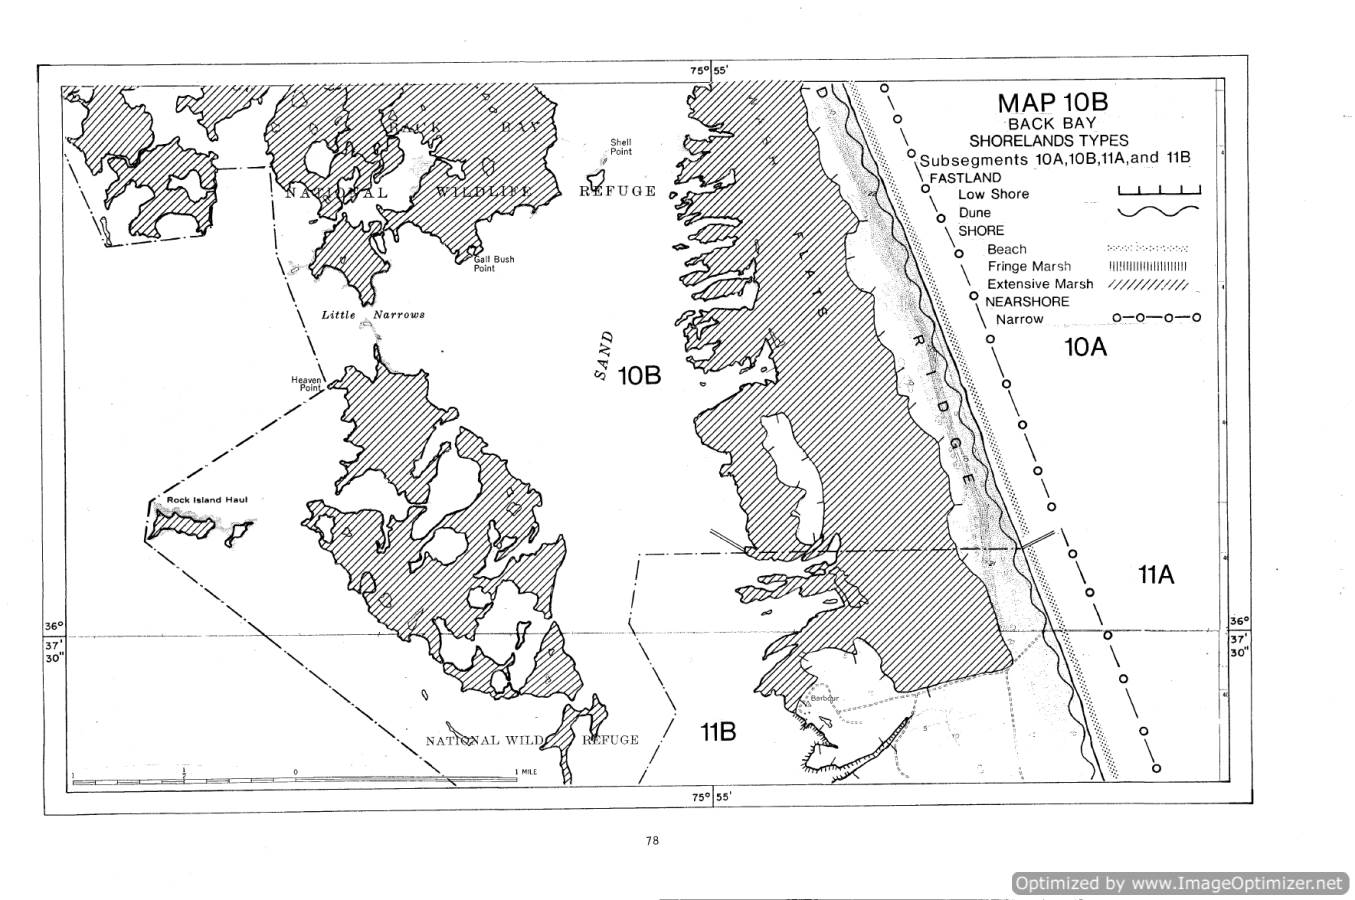 75° 55'
MAP 10B
BACK BAY
SHORELANDS TYPES
Subsegments 10A,10B,11A,and 11B
FASTLAND
Low Shore
Dune
SHORE
Beach
Fringe Marsh
Extensive Marsh
NEARSHORE
Narrow
BACK BAY
NATIONAL WILDLIFE REFUGE
Shell
Point
Gall Bush
Point
Little Narrows
Heaven
Point
SAND
10B
10A
FLATS
RIDGE
Rock Island Haul
11A
36°
37'
30"
36°
37'
30"
Barbour
11B
NATIONAL WILD REFUGE
1 1/2 0 1 MILE
75° 55'
78
Optimized by www.ImageOptimizer.net